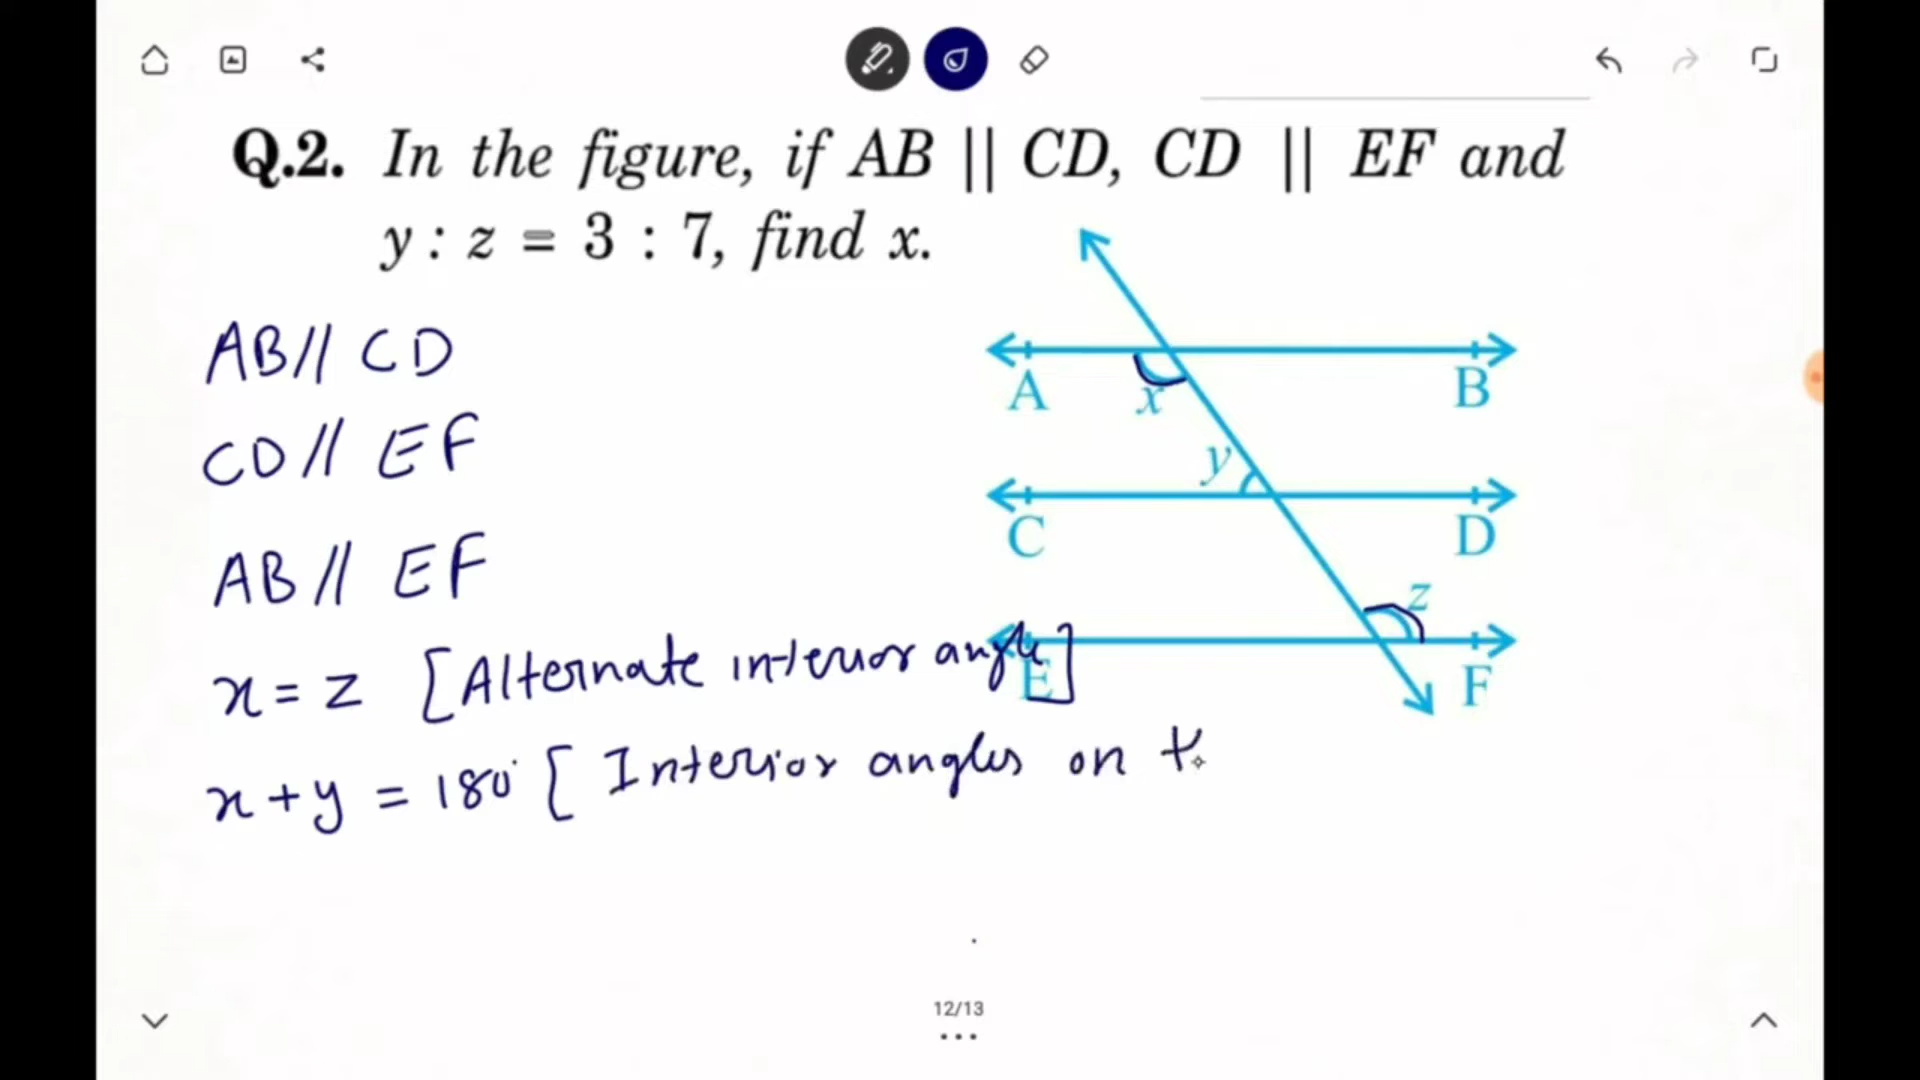 Q.2. In the figure, if AB || CD, CD || EF and
y : z = 3 : 7, find x.
AB // CD
CD // EF
AB // EF
x = z [Alternate interior angle]
x + y = 180° [ Interior angles on t
A
x
B
y
C
D
z
E
F
12/13